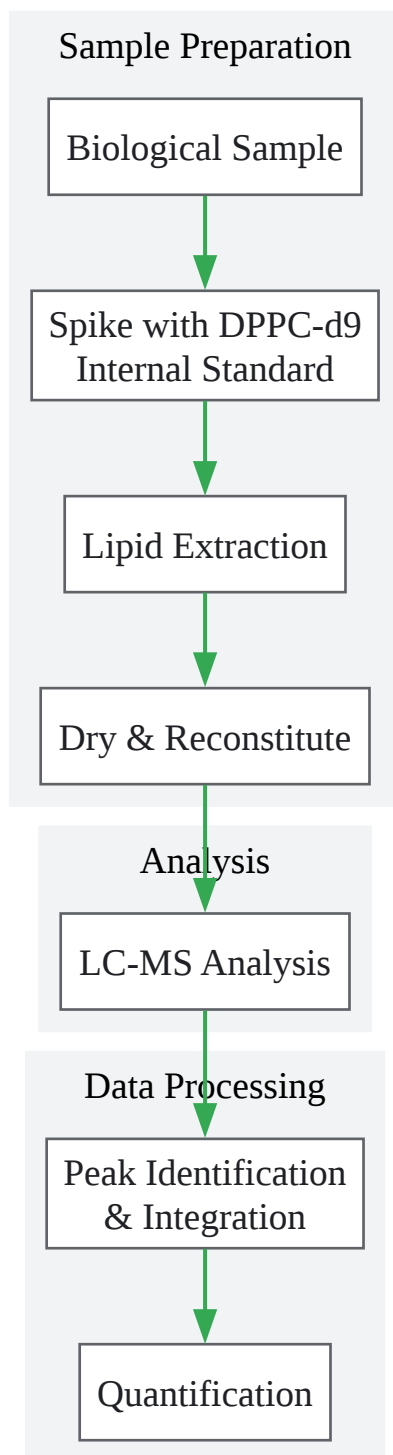 Sample Preparation
Biological Sample
Spike with DPPC-d9
Internal Standard
Lipid Extraction
Dry & Reconstitute
Analysis
LC-MS Analysis
Data Processing
Peak Identification
& Integration
Quantification